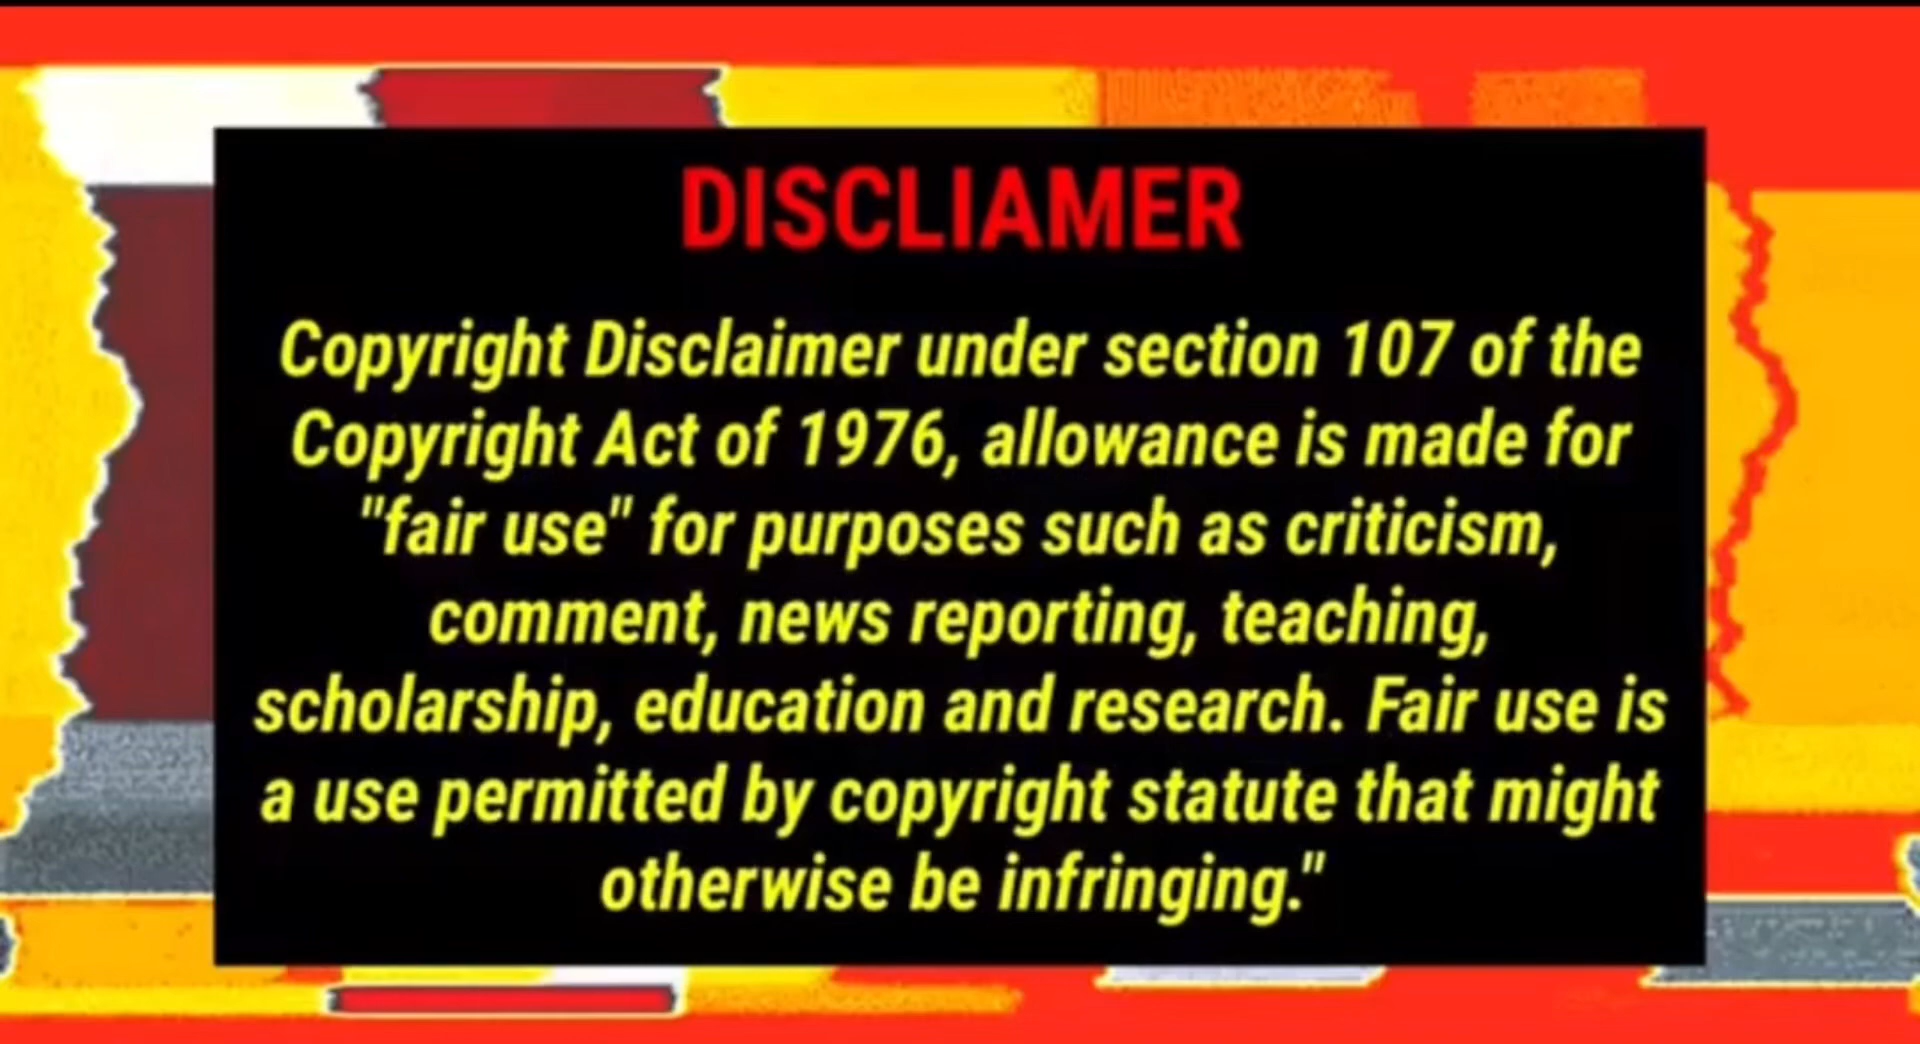 DISCLIAMER
Copyright Disclaimer under section 107 of the
Copyright Act of 1976, allowance is made for
"fair use" for purposes such as criticism,
comment, news reporting, teaching,
scholarship, education and research. Fair use is
a use permitted by copyright statute that might
otherwise be infringing."